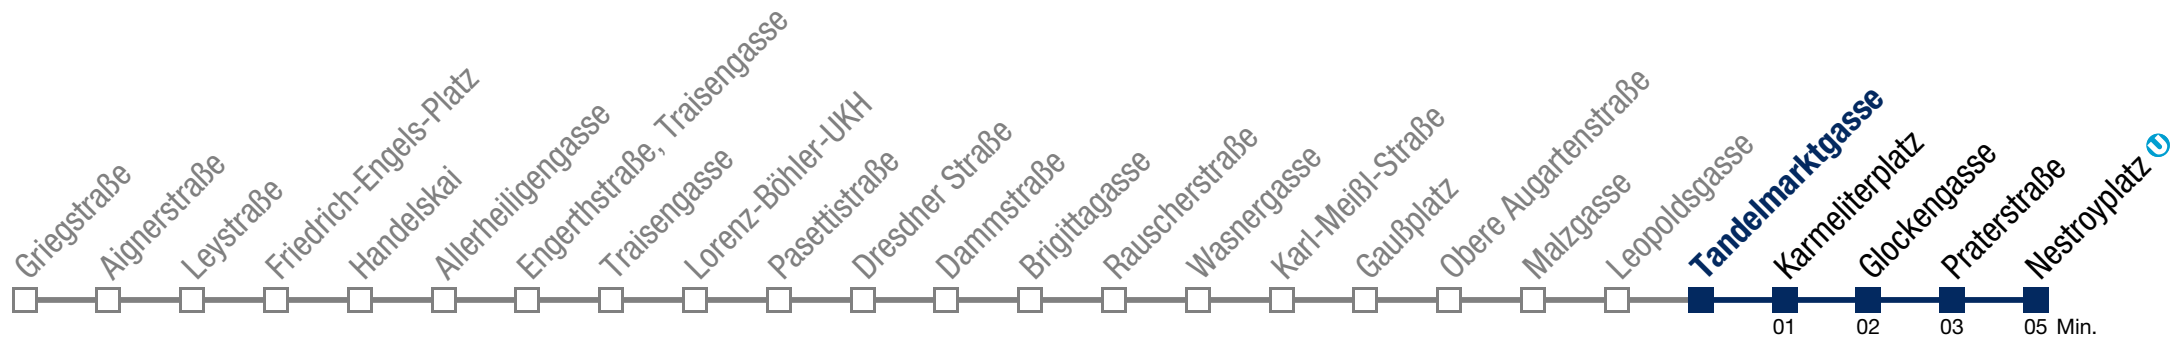 Griegstraße
Aignerstraße
Leystraße
Friedrich-Engels-Platz
Handelskai
Allerheiligengasse
Engerthstraße, Traisengasse
Traisengasse
Lorenz-Böhler-UKH
Pasettistraße
Dresdner Straße
Dammstraße
Brigittagasse
Rauscherstraße
Wasnergasse
Karl-Meißl-Straße
Gaußplatz
Obere Augartenstraße
Malzgasse
Leopoldsgasse
Tandelmarktgasse
Karmeliterplatz
Glockengasse
Praterstraße
Nestroyplatz U
01 02 03 05 Min.